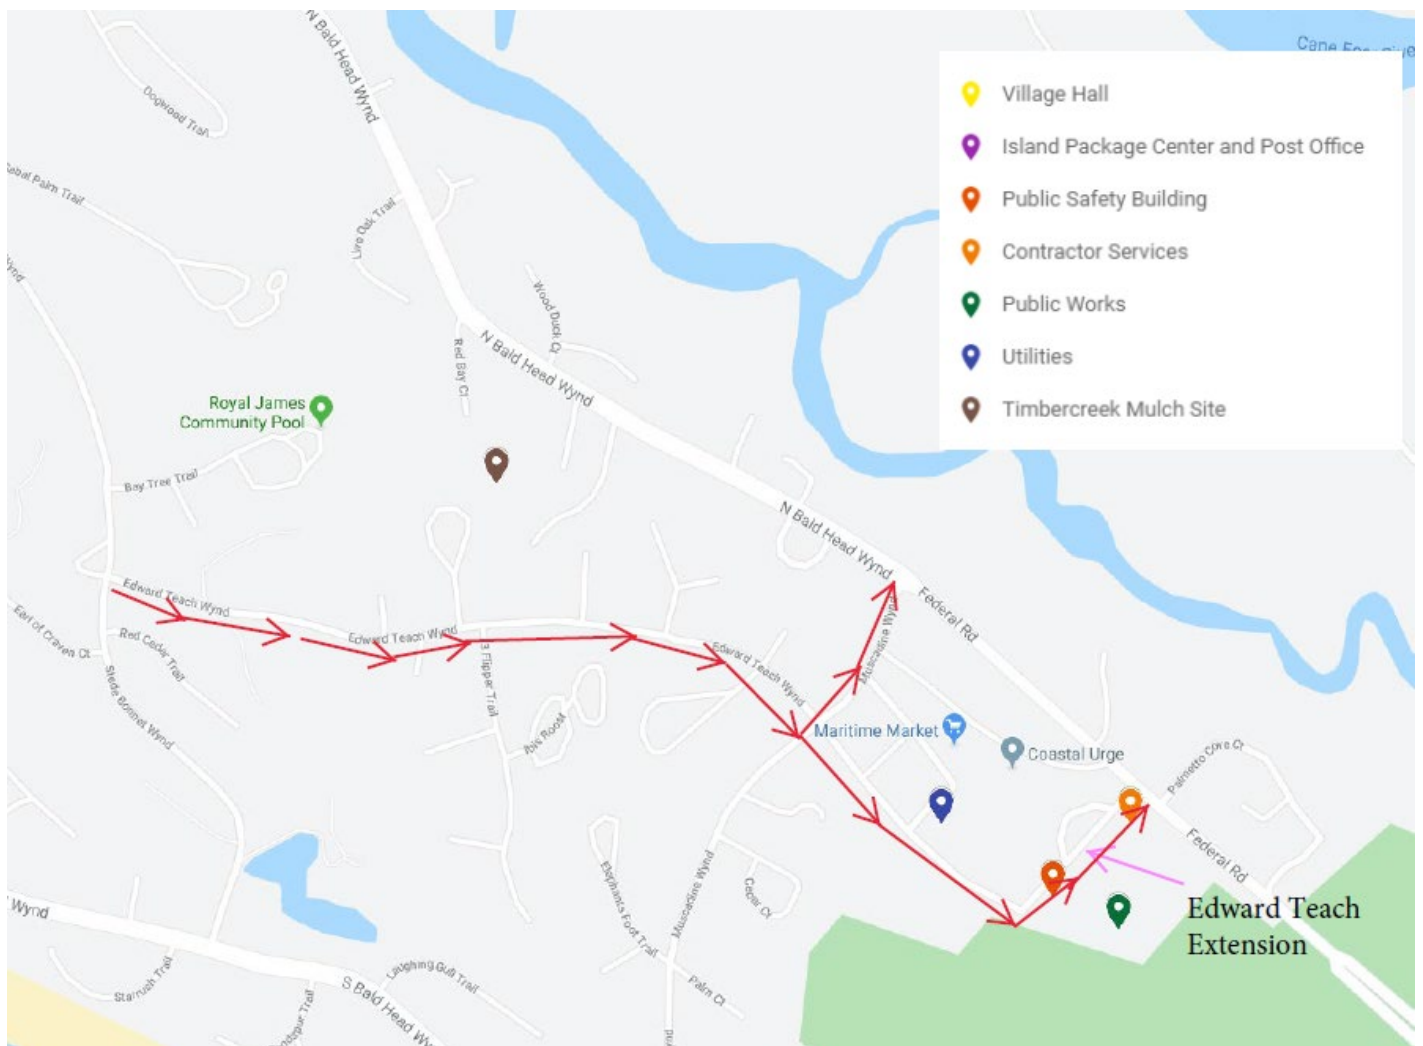 N Bald Head Wynd
Dogwood Trail
Village Hall
Island Package Center and Post Office
Public Safety Building
Contractor Services
Public Works
Utilities
Timbercreek Mulch Site
Live Oak Trail
Wood Duck Ct
Red Bay Ct
N Bald Head Wynd
Royal James
Community Pool
Bay Tree Trail
N Bald Head Wynd
Federal Rd
Edward Teach Wynd
Edward Teach Wynd
Edward Teach Wynd
Muscadine Wynd
Earl of Craven Ct
Red Cedar Trail
Stede Bonnet Wynd
Flipper Trail
Ibis Roost
Maritime Market
Coastal Urge
Palmetto Cove Ct
Federal Rd
Muscadine Wynd
Cedar Ct
Elephants Foot Trail
Palm Ct
Edward Teach
Extension
Wynd
Starrush Trail
Laughing Gull Trail
S Bald Head Wynd